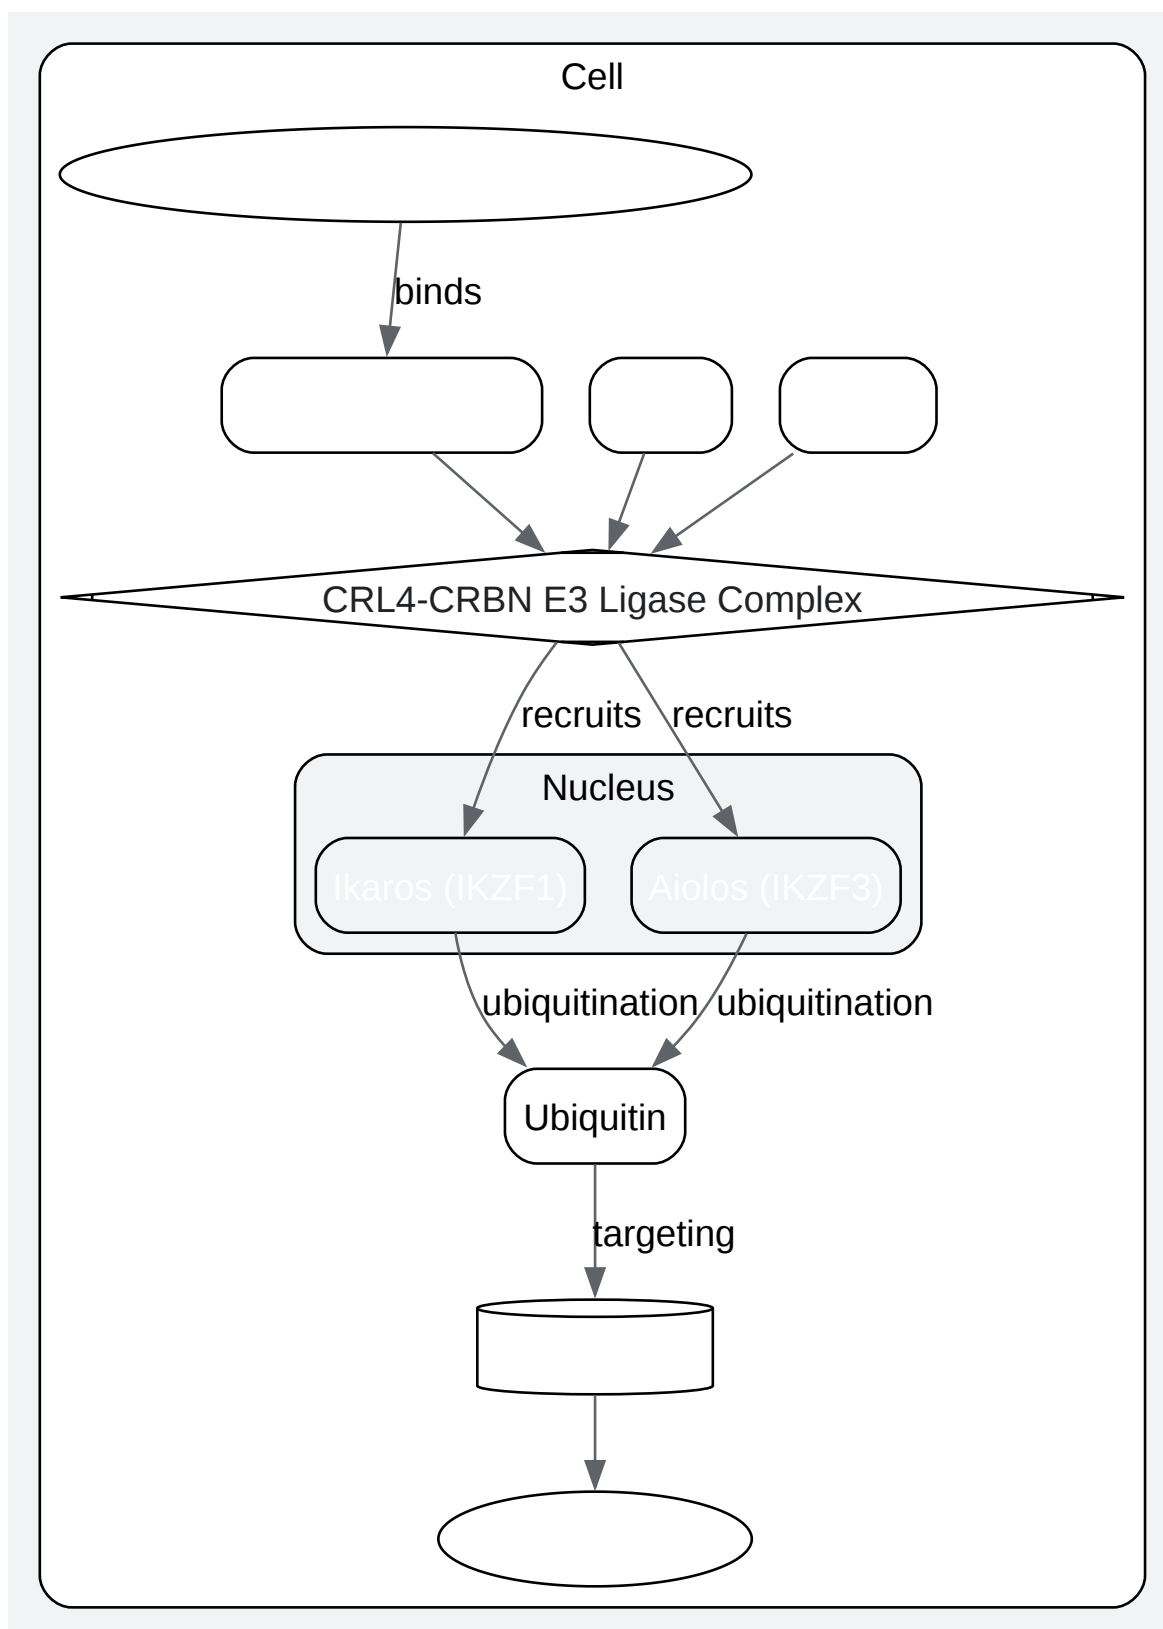 Cell
binds
CRL4-CRBN E3 Ligase Complex
recruits
recruits
Nucleus
Ikaros (IKZF1)
Aiolos (IKZF3)
ubiquitination
ubiquitination
Ubiquitin
targeting